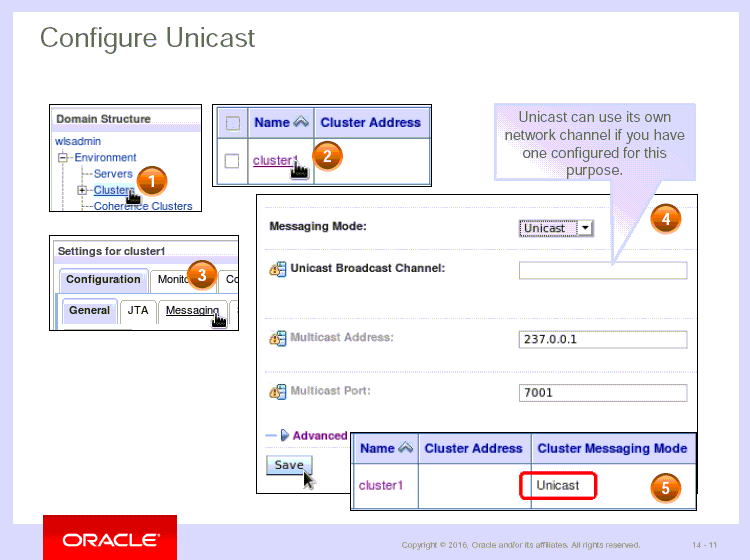 Configure Unicast
Domain Structure
wlsadmin
Environment
Servers
Clusters
Coherence Clusters
1
Name
Cluster Address
cluster1
2
Unicast can use its own
network channel if you have
one configured for this
purpose.
Settings for cluster1
Configuration
General
JTA
Messaging
3
Messaging Mode:
Unicast
4
Unicast Broadcast Channel:
Multicast Address:
237.0.0.1
Multicast Port:
7001
Advanced
Save
Name
Cluster Address
Cluster Messaging Mode
cluster1
Unicast
5
ORACLE
Copyright © 2016, Oracle and/or its affiliates. All rights reserved.
14 - 11